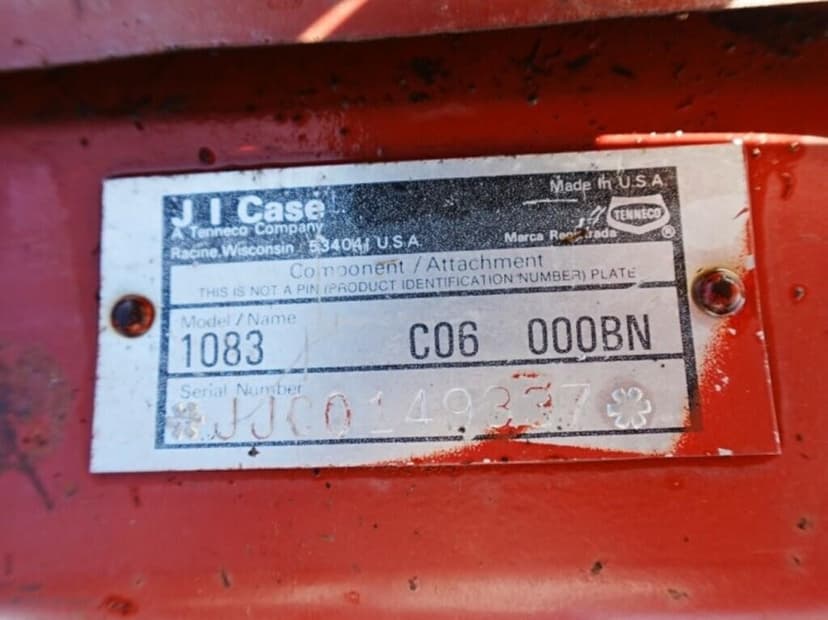 J I Case
Made in U.S.A.
A Tenneco Company
TENNECO
Racine, Wisconsin 53404 U.S.A.
Marca Registrada ®
Component / Attachment
THIS IS NOT A PIN (PRODUCT IDENTIFICATION NUMBER) PLATE
Model / Name
1083 C06 000BN
Serial Number
*JJC0149337*